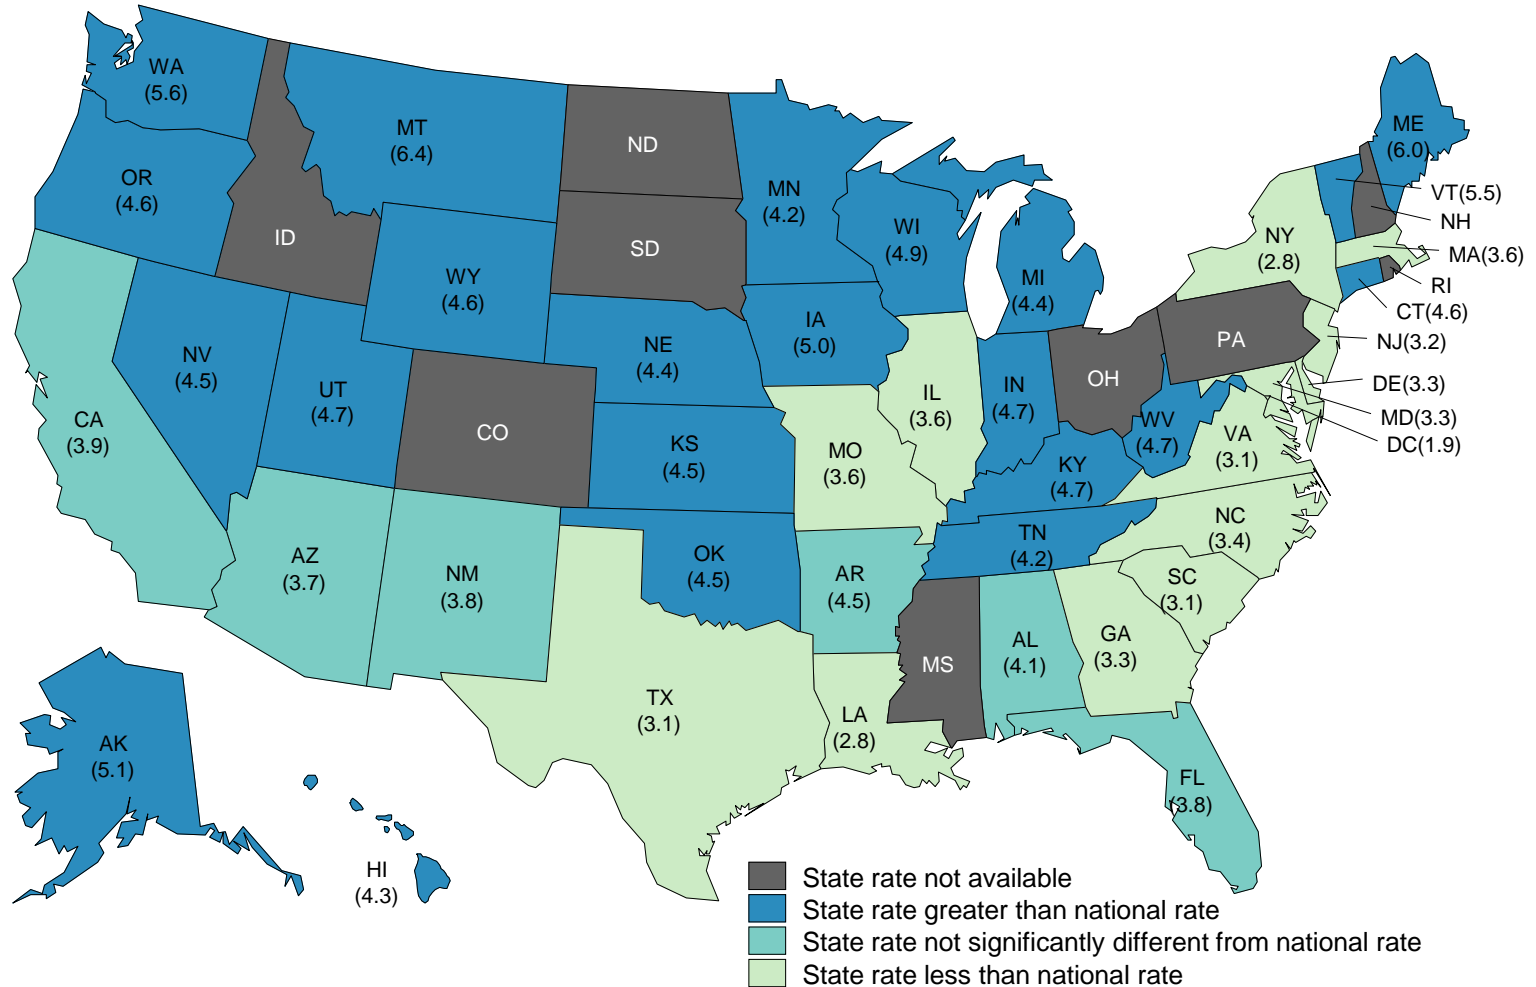 WA
(5.6)
MT
(6.4)
ND
ME
(6.0)
OR
(4.6)
MN
(4.2)
VT(5.5)
NH
ID
SD
WI
(4.9)
NY
(2.8)
MA(3.6)
WY
(4.6)
MI
(4.4)
RI
CT(4.6)
IA
(5.0)
NV
(4.5)
NE
(4.4)
PA
NJ(3.2)
UT
(4.7)
OH
IN
(4.7)
IL
(3.6)
DE(3.3)
MD(3.3)
DC(1.9)
CA
(3.9)
CO
KS
(4.5)
MO
(3.6)
WV
(4.7)
VA
(3.1)
KY
(4.7)
NC
(3.4)
TN
(4.2)
AZ
(3.7)
NM
(3.8)
OK
(4.5)
AR
(4.5)
SC
(3.1)
MS
AL
(4.1)
GA
(3.3)
TX
(3.1)
LA
(2.8)
AK
(5.1)
FL
(3.8)
HI
(4.3)
State rate not available
State rate greater than national rate
State rate not significantly different from national rate
State rate less than national rate